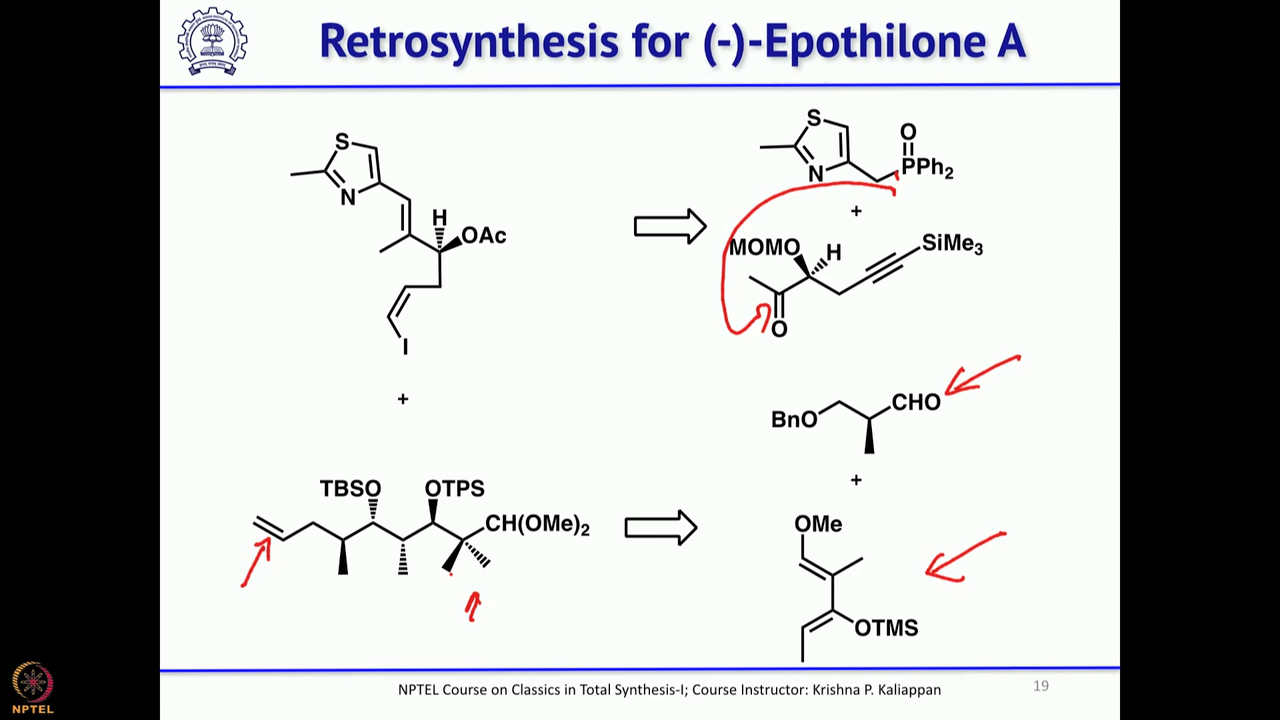 Retrosynthesis for (-)-Epothilone A
S
N
H
OAc
I
+
S
N
O
PPh2
+
MOMO
H
SiMe3
O
BnO
CHO
+
TBSO
OTPS
CH(OMe)2
OMe
OTMS
NPTEL
NPTEL Course on Classics in Total Synthesis-I; Course Instructor: Krishna P. Kaliappan
19